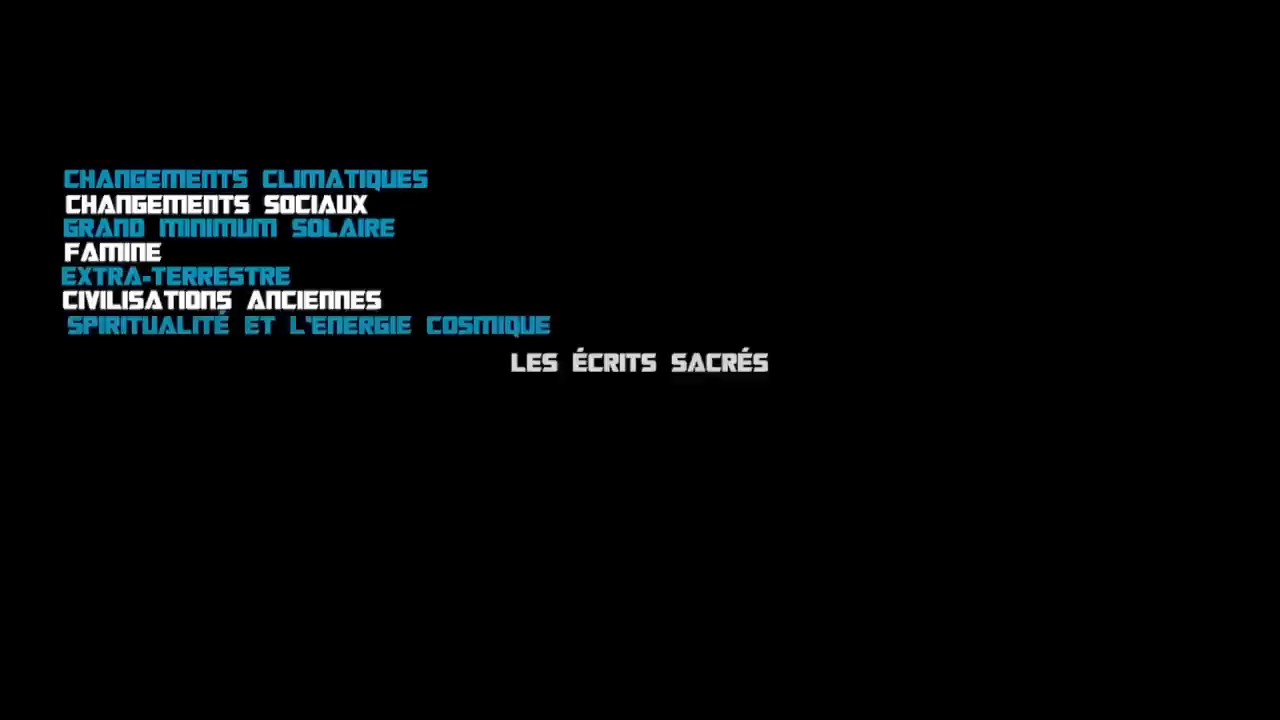 CHANGEMENTS CLIMATIQUES
CHANGEMENTS SOCIAUX
GRAND MINIMUM SOLAIRE
FAMINE
EXTRA-TERRESTRE
CIVILISATIONS ANCIENNES
SPIRITUALITÉ ET L'ENERGIE COSMIQUE
LES ÉCRITS SACRÉS